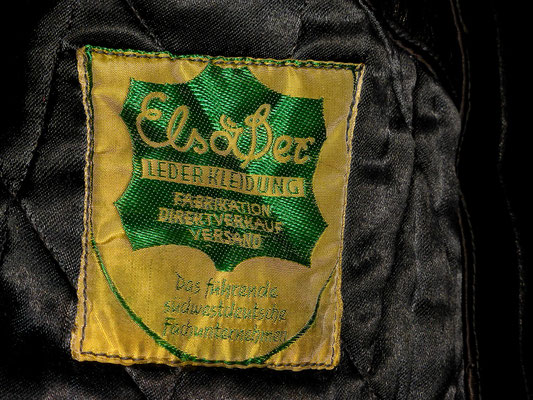 Elsäßer
LEDERKLEIDUNG
FABRIKATION
DIREKTVERKAUF
VERSAND
Das führende
südwestdeutsche
Fachunternehmen